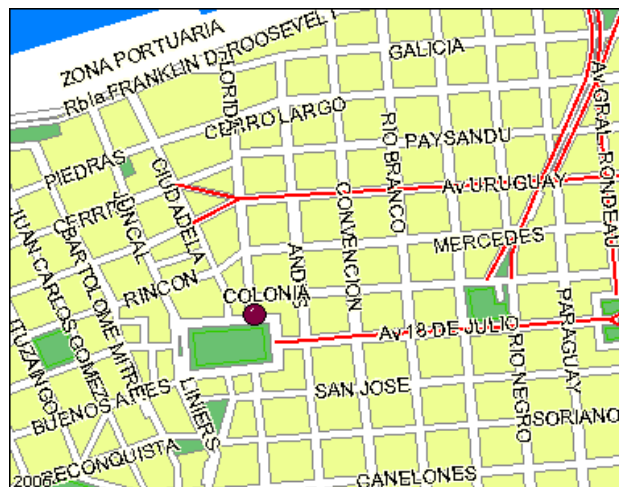 ZONA PORTUARIA
Rbla FRANKLIN D. ROOSEVELT
FLORIDA
GALICIA
Av GRAL. RONDEAU
CERRO LARGO
RIO BRANCO
PAYSANDU
PIEDRAS
CIUDADELA
JUNCAL
CERRITO
Av URUGUAY
CONVENCION
JUAN CARLOS GOMEZ
BARTOLOME MITRE
MERCEDES
ANDES
RINCON
COLONIA
PARAGUAY
ITUZAINGO
Av 18 DE JULIO
RIO NEGRO
LINIERS
SAN JOSE
BUENOS AIRES
SORIANO
RECONQUISTA
CANELONES